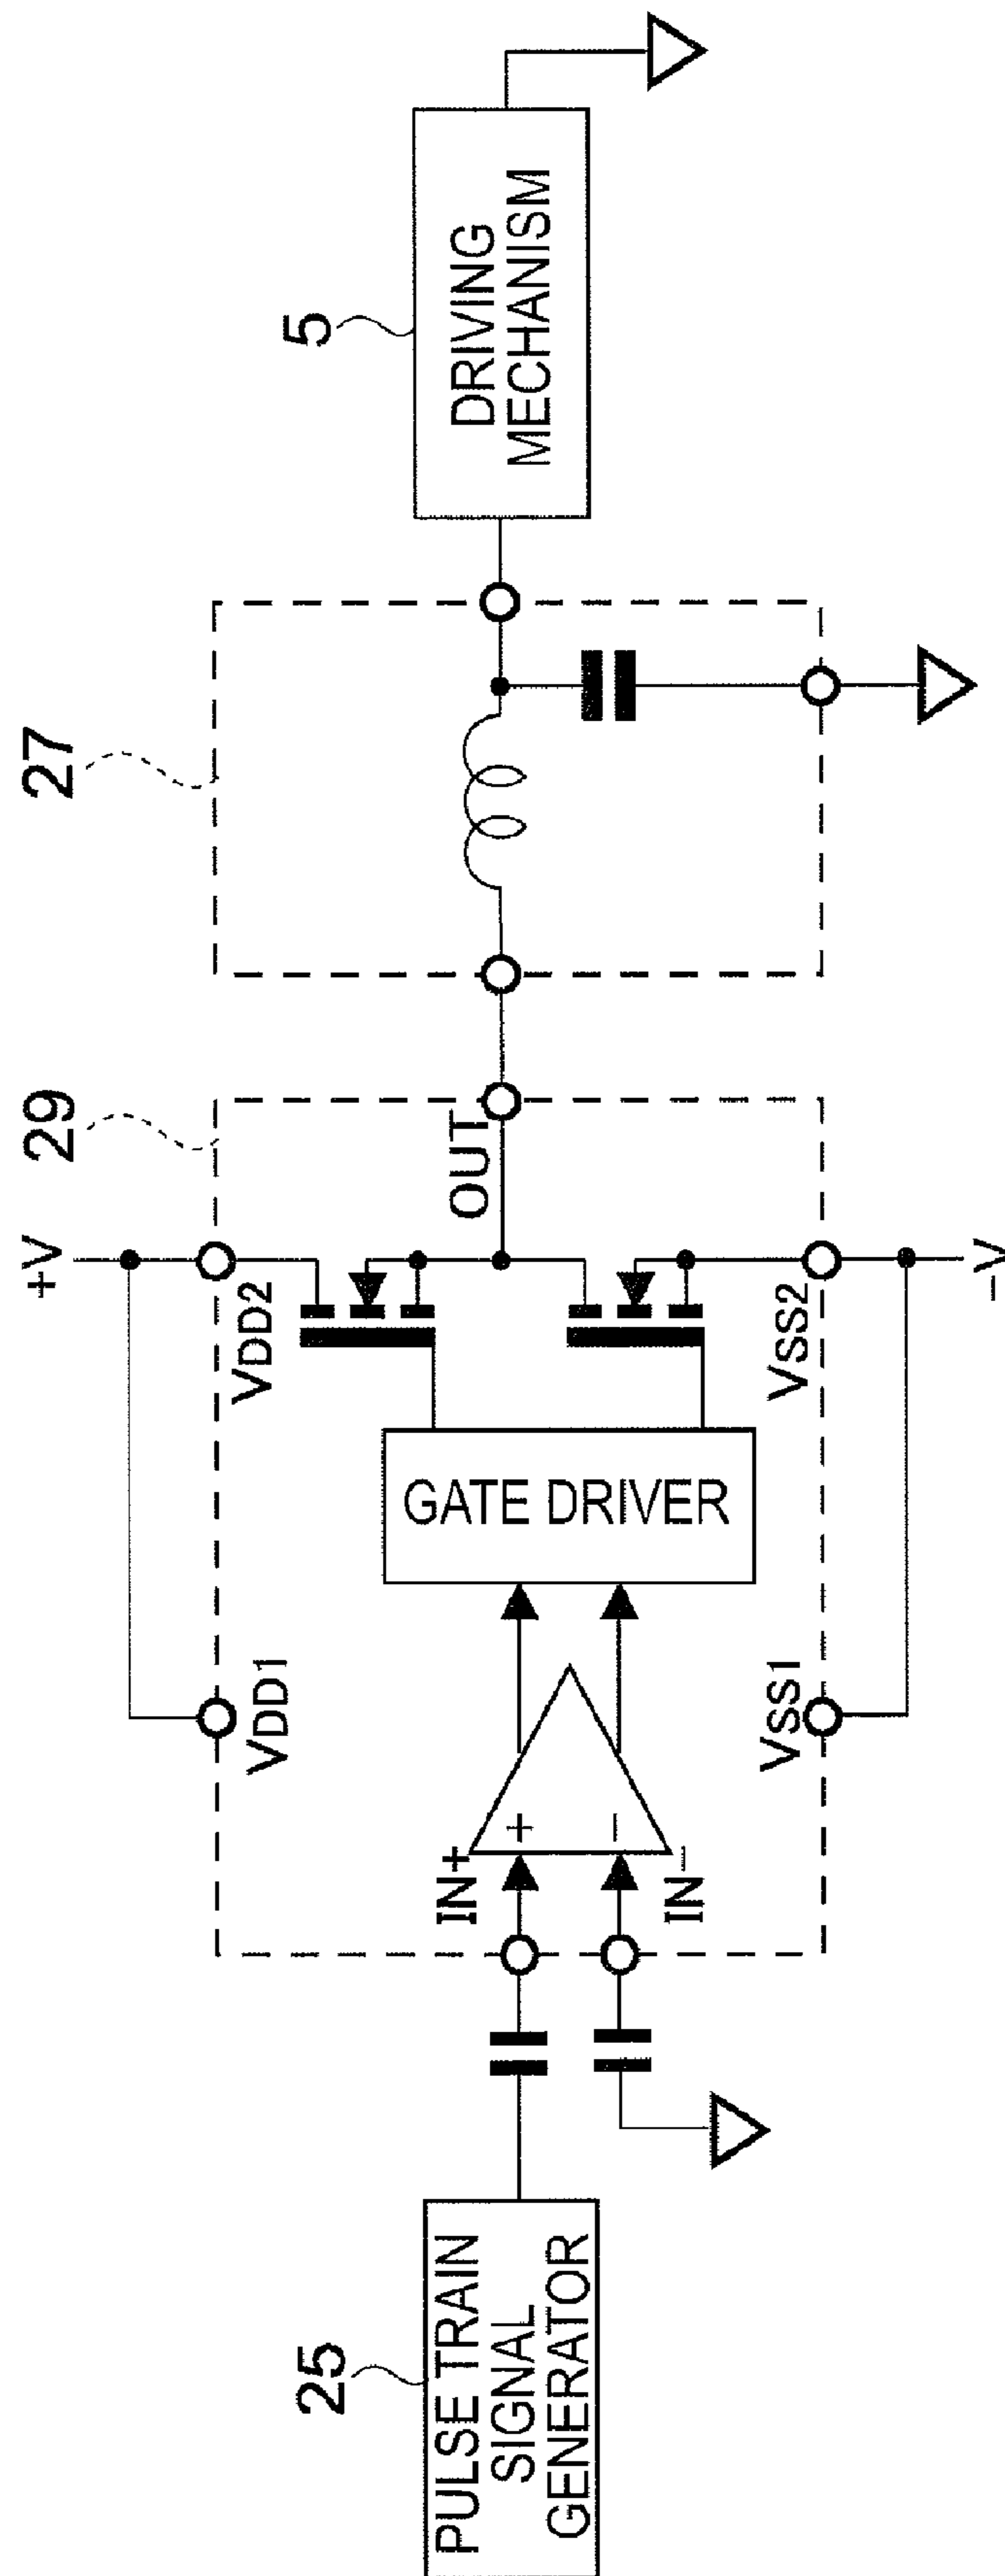 25
PULSE TRAIN
SIGNAL
GENERATOR
IN+
IN-
+
−
VDD1
VSS1
GATE DRIVER
29
+V
VDD2
OUT
VSS2
−V
27
5
DRIVING
MECHANISM